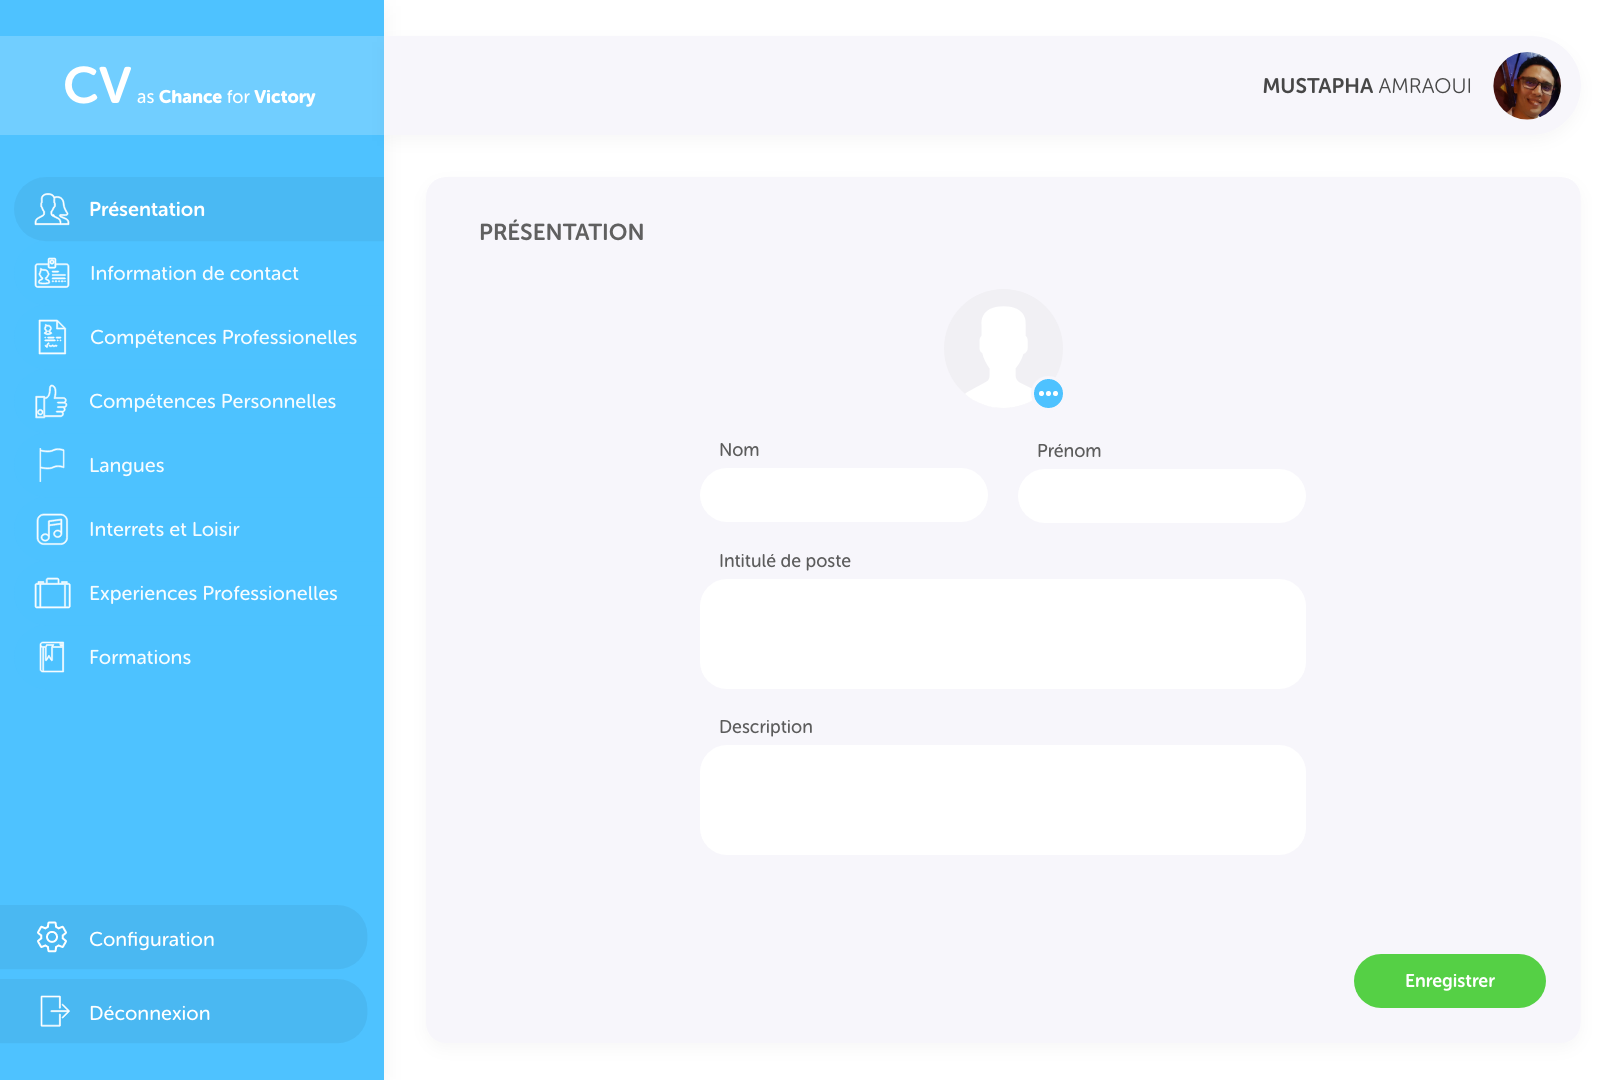 CV as Chance for Victory
MUSTAPHA AMRAOUI
Présentation
Information de contact
Compétences Professionelles
Compétences Personnelles
Langues
Interrets et Loisir
Experiences Professionelles
Formations
Configuration
Déconnexion
PRÉSENTATION
Nom
Prénom
Intitulé de poste
Description
Enregistrer